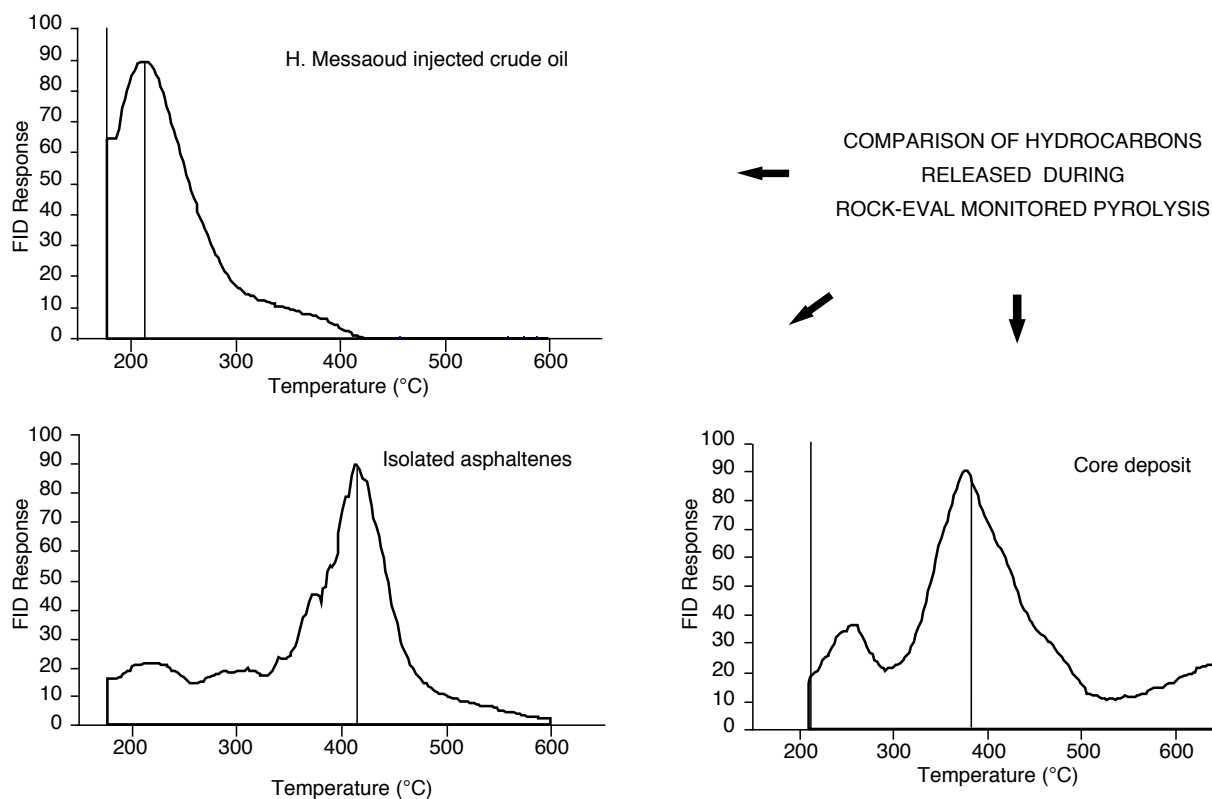 100
90
80
70
60
50
40
30
20
10
0
FID Response
H. Messaoud injected crude oil
200 300 400 500 600
Temperature (°C)
COMPARISON OF HYDROCARBONS
RELEASED DURING
ROCK-EVAL MONITORED PYROLYSIS
100
90
80
70
60
50
40
30
20
10
0
FID Response
Isolated asphaltenes
200 300 400 500 600
Temperature (°C)
100
90
80
70
60
50
40
30
20
10
0
FID Response
Core deposit
200 300 400 500 600
Temperature (°C)